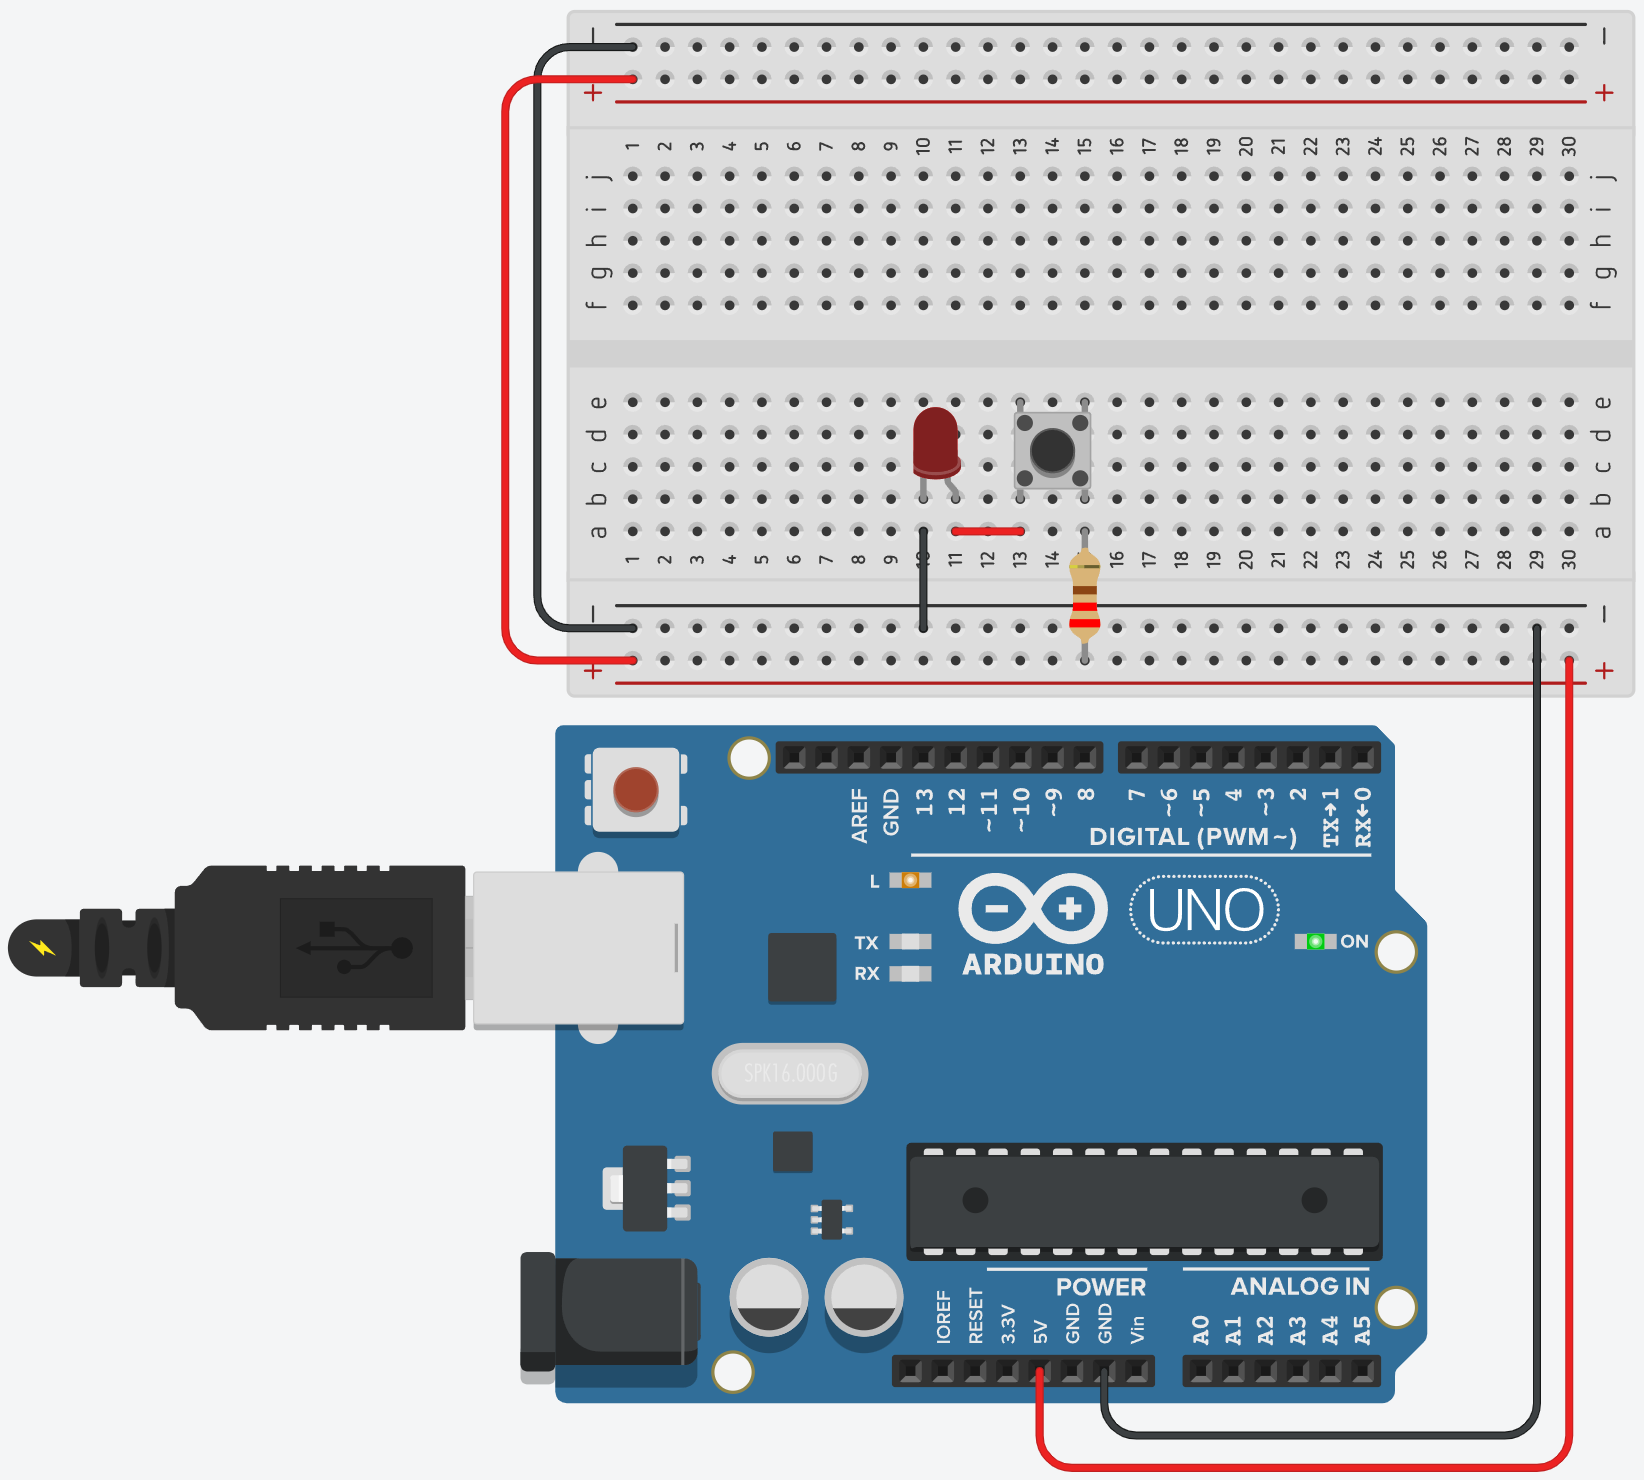 − −
+ +
1 2 3 4 5 6 7 8 9 10 11 12 13 14 15 16 17 18 19 20 21 22 23 24 25 26 27 28 29 30
j j
i i
h h
g g
f f
e e
d d
c c
b b
a a
1 2 3 4 5 6 7 8 9 10 11 12 13 14 16 17 18 19 20 21 22 23 24 25 26 27 28 29 30
− −
+ +
AREF GND 13 12 ~11 ~10 ~9 8 7 ~6 ~5 4 ~3 2 TX→1 RX←0
DIGITAL (PWM ~)
L
UNO
TX
ON
RX
ARDUINO
SPK16.000G
POWER ANALOG IN
IOREF RESET 3.3V 5V GND GND Vin A0 A1 A2 A3 A4 A5